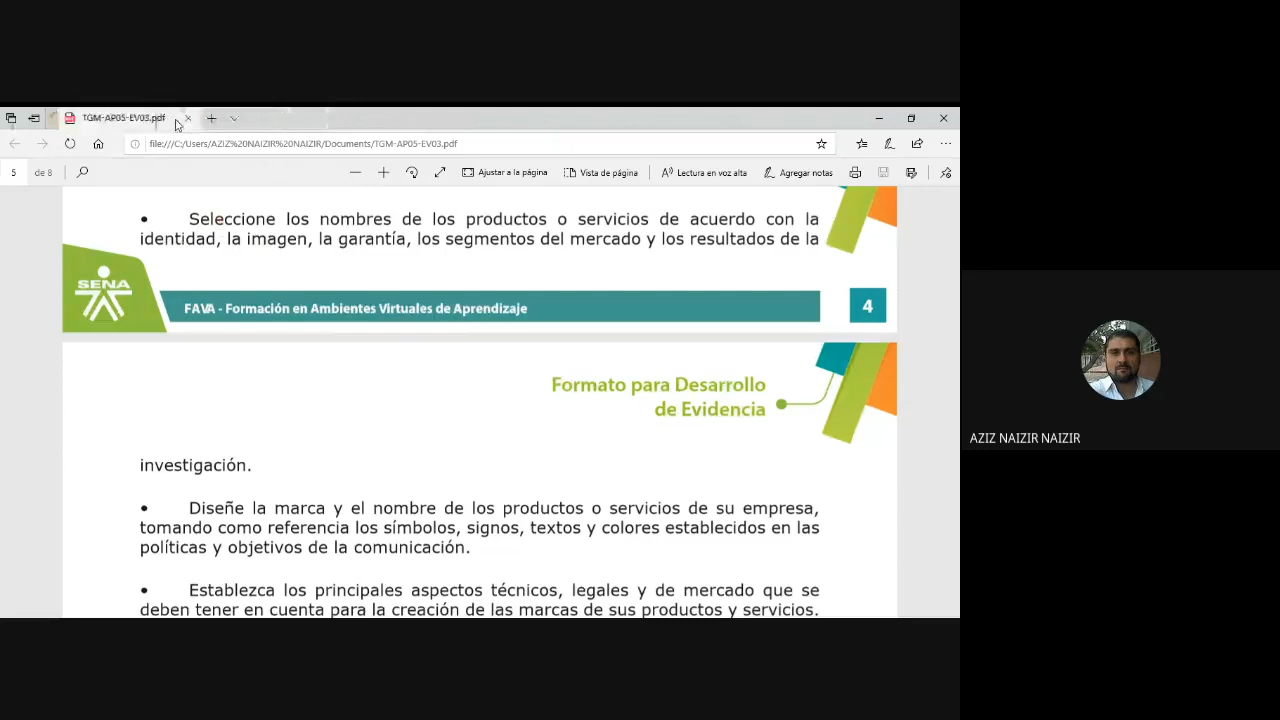 TGM-AP05-EV03.pdf
file:///C:/Users/AZIZ%20NAIZIR%20NAIZIR/Documents/TGM-AP05-EV03.pdf
5 de 8 Ajustar a la página Vista de página Lectura en voz alta Agregar notas
• Seleccione los nombres de los productos o servicios de acuerdo con la
identidad, la imagen, la garantía, los segmentos del mercado y los resultados de la
SENA
FAVA - Formación en Ambientes Virtuales de Aprendizaje 4
Formato para Desarrollo
de Evidencia
investigación.
• Diseñe la marca y el nombre de los productos o servicios de su empresa,
tomando como referencia los símbolos, signos, textos y colores establecidos en las
políticas y objetivos de la comunicación.
• Establezca los principales aspectos técnicos, legales y de mercado que se
deben tener en cuenta para la creación de las marcas de sus productos y servicios.
AZIZ NAIZIR NAIZIR